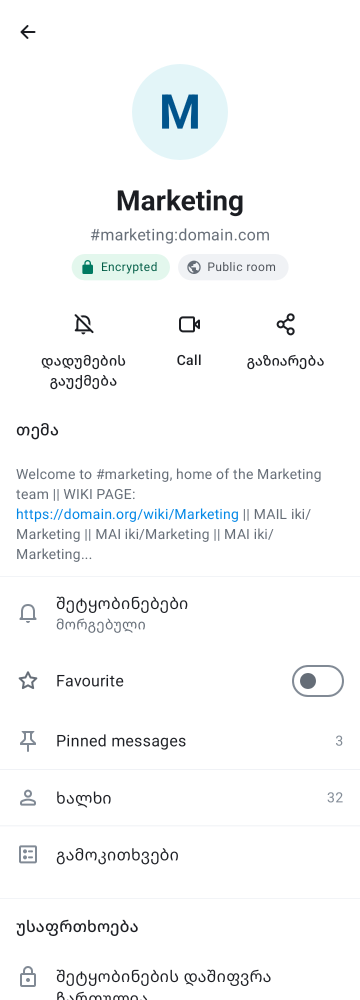 M
Marketing
#marketing:domain.com
Encrypted
Public room
დადუმების
გაუქმება
Call
გაზიარება
თემა
Welcome to #marketing, home of the Marketing
team || WIKI PAGE:
https://domain.org/wiki/Marketing || MAIL iki/
Marketing || MAI iki/Marketing || MAI iki/
Marketing...
შეტყობინებები
მორგებული
Favourite
Pinned messages
3
ხალხი
32
გამოკითხვები
უსაფრთხოება
შეტყობინების დაშიფვრა
ჩართულია